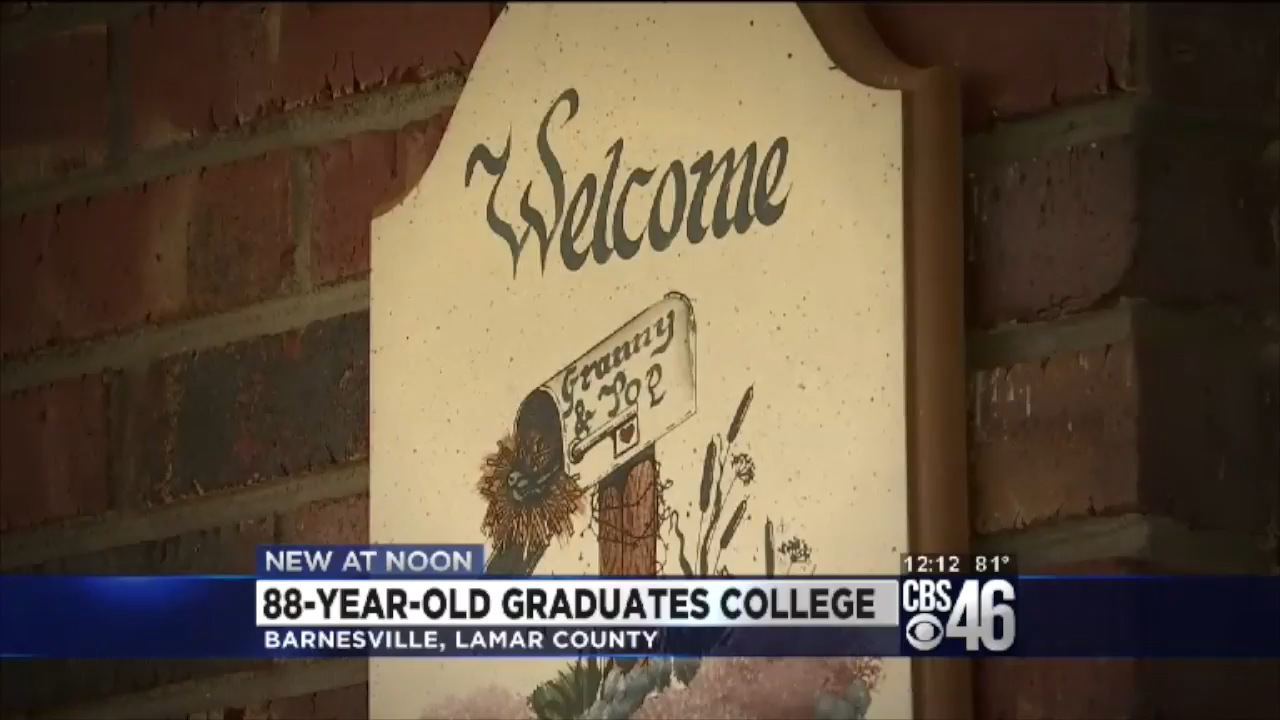 Welcome
Granny
& POP
NEW AT NOON
88-YEAR-OLD GRADUATES COLLEGE
BARNESVILLE, LAMAR COUNTY
12:12 81°
CBS 46